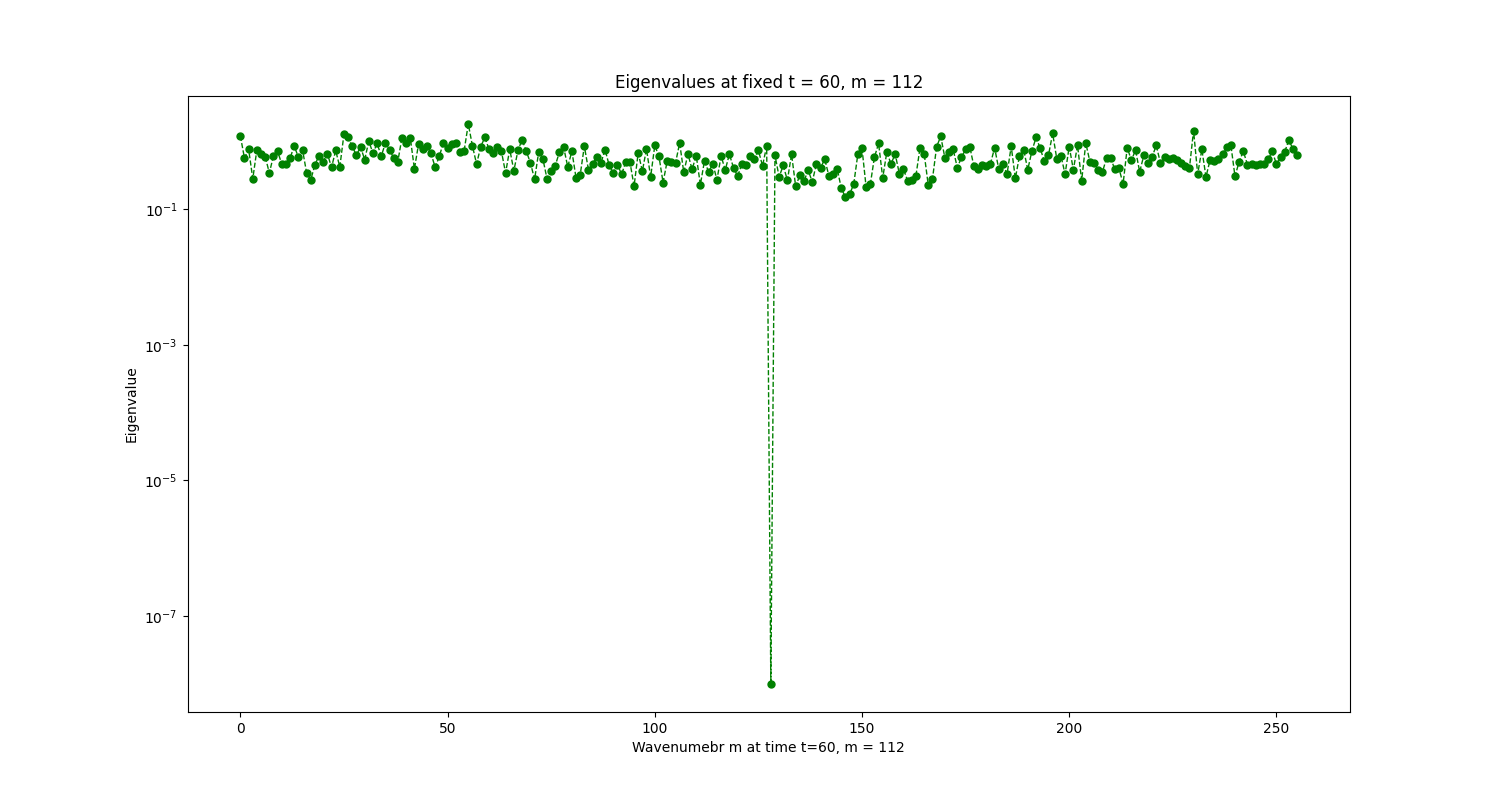 Eigenvalues at fixed t = 60, m = 112
Eigenvalue
10⁻¹
10⁻³
10⁻⁵
10⁻⁷
0 50 100 150 200 250
Wavenumebr m at time t=60, m = 112